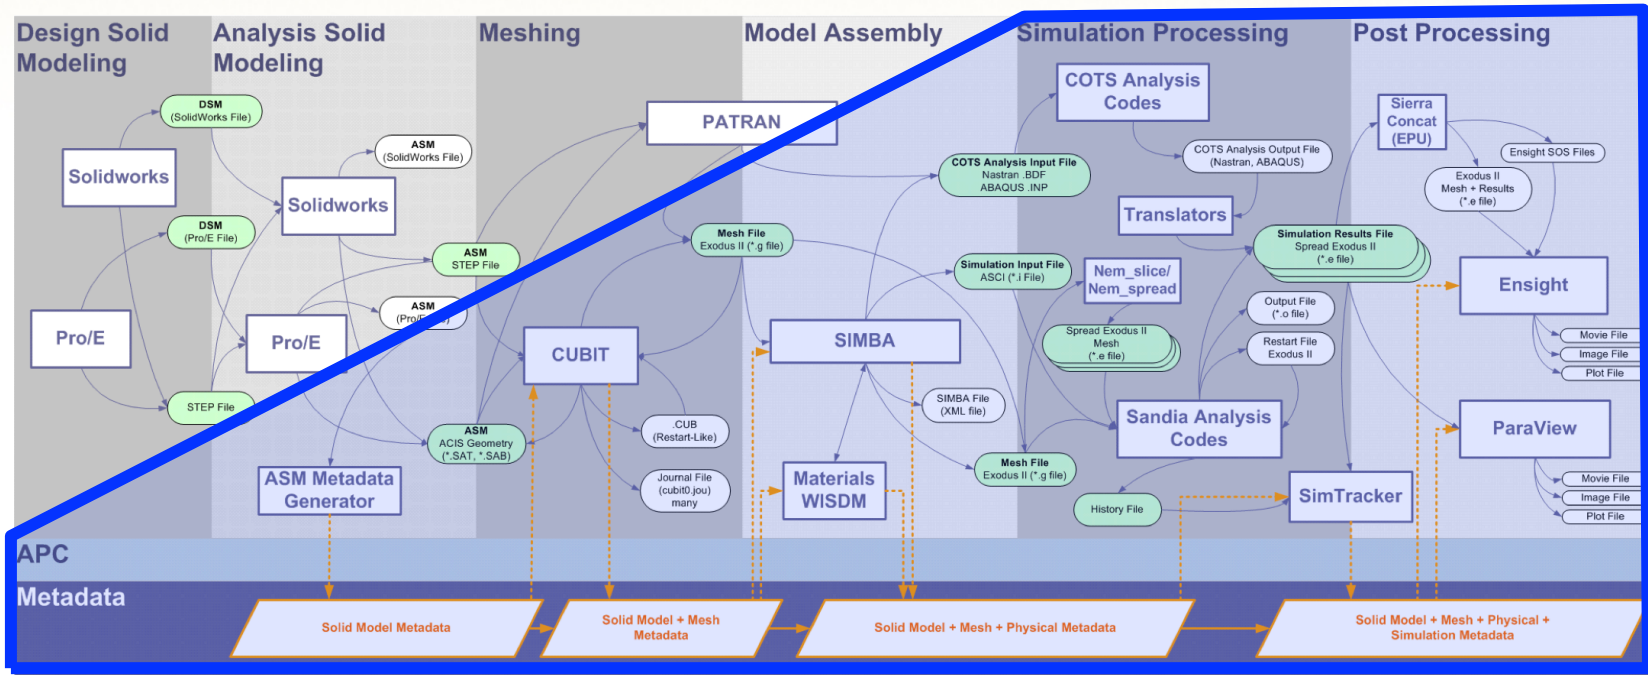 Design Solid
Modeling
Analysis Solid
Modeling
Meshing
Model Assembly
Simulation Processing
Post Processing
DSM
(SolidWorks File)
Solidworks
DSM
(Pro/E File)
Pro/E
STEP File
ASM
(SolidWorks File)
Solidworks
ASM
STEP File
ASM
Pro/E
ASM Metadata
Generator
PATRAN
Mesh File
Exodus II (*.g file)
CUBIT
ASM
ACIS Geometry
(*.SAT, *.SAB)
.CUB
(Restart-Like)
Journal File
(cubit0.jou)
many
COTS Analysis Input File
Nastran .BDF
ABAQUS .INP
Simulation Input File
ASCI (*.i File)
SIMBA
SIMBA File
(XML file)
Materials
WISDM
Mesh File
Exodus II (*.g file)
COTS Analysis
Codes
COTS Analysis Output File
(Nastran, ABAQUS)
Translators
Simulation Results File
Spread Exodus II
(*.e file)
Nem_slice/
Nem_spread
Output File
(*.o file)
Spread Exodus II
Mesh
(*.e file)
Restart File
Exodus II
Sandia Analysis
Codes
History File
SimTracker
Sierra
Concat
(EPU)
Ensight SOS Files
Exodus II
Mesh + Results
(*.e file)
Ensight
Movie File
Image File
Plot File
ParaView
Movie File
Image File
Plot File
APC
Metadata
Solid Model Metadata
Solid Model + Mesh
Metadata
Solid Model + Mesh + Physical Metadata
Solid Model + Mesh + Physical +
Simulation Metadata